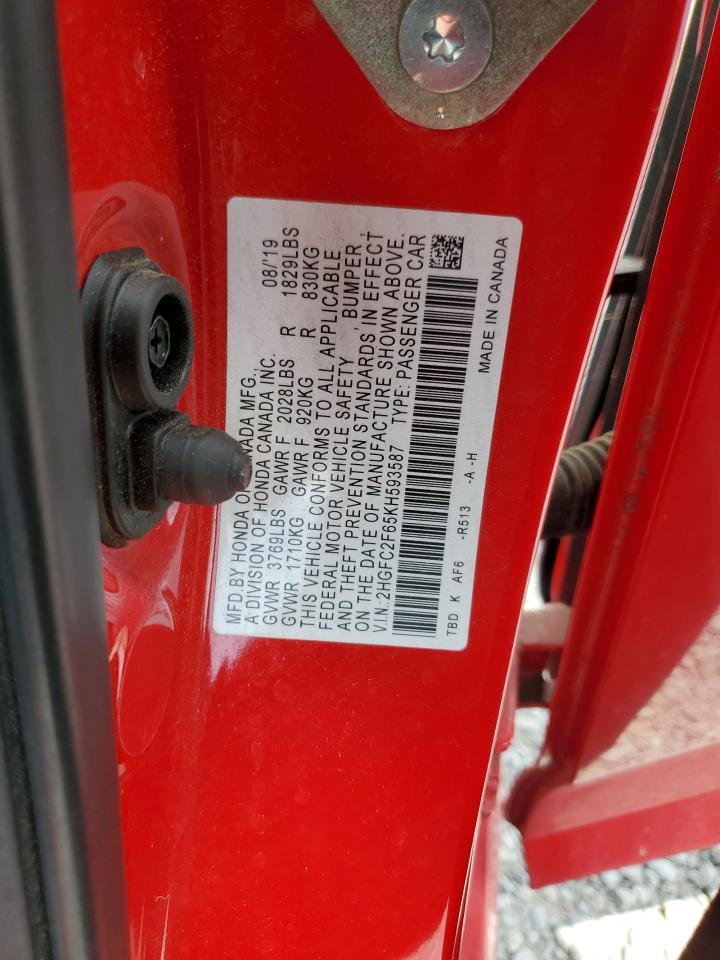 MFD.BY HONDA O CANADA MFG., 08/19
A DIVISION OF HONDA CANADA INC.
GVWR 3769LBS GAWR F 2028LBS R 1829LBS
GVWR 1710KG GAWR F 920KG R 830KG
THIS VEHICLE CONFORMS TO ALL APPLICABLE
FEDERAL MOTOR VEHICLE SAFETY , BUMPER ,
AND THEFT PREVENTION STANDARDS, IN EFFECT
ON THE DATE OF MANUFACTURE SHOWN ABOVE.
V.I.N.:2HGFC2F65KH593587 TYPE: PASSENGER CAR
TBD K AF6 -R513 -A -H MADE IN CANADA